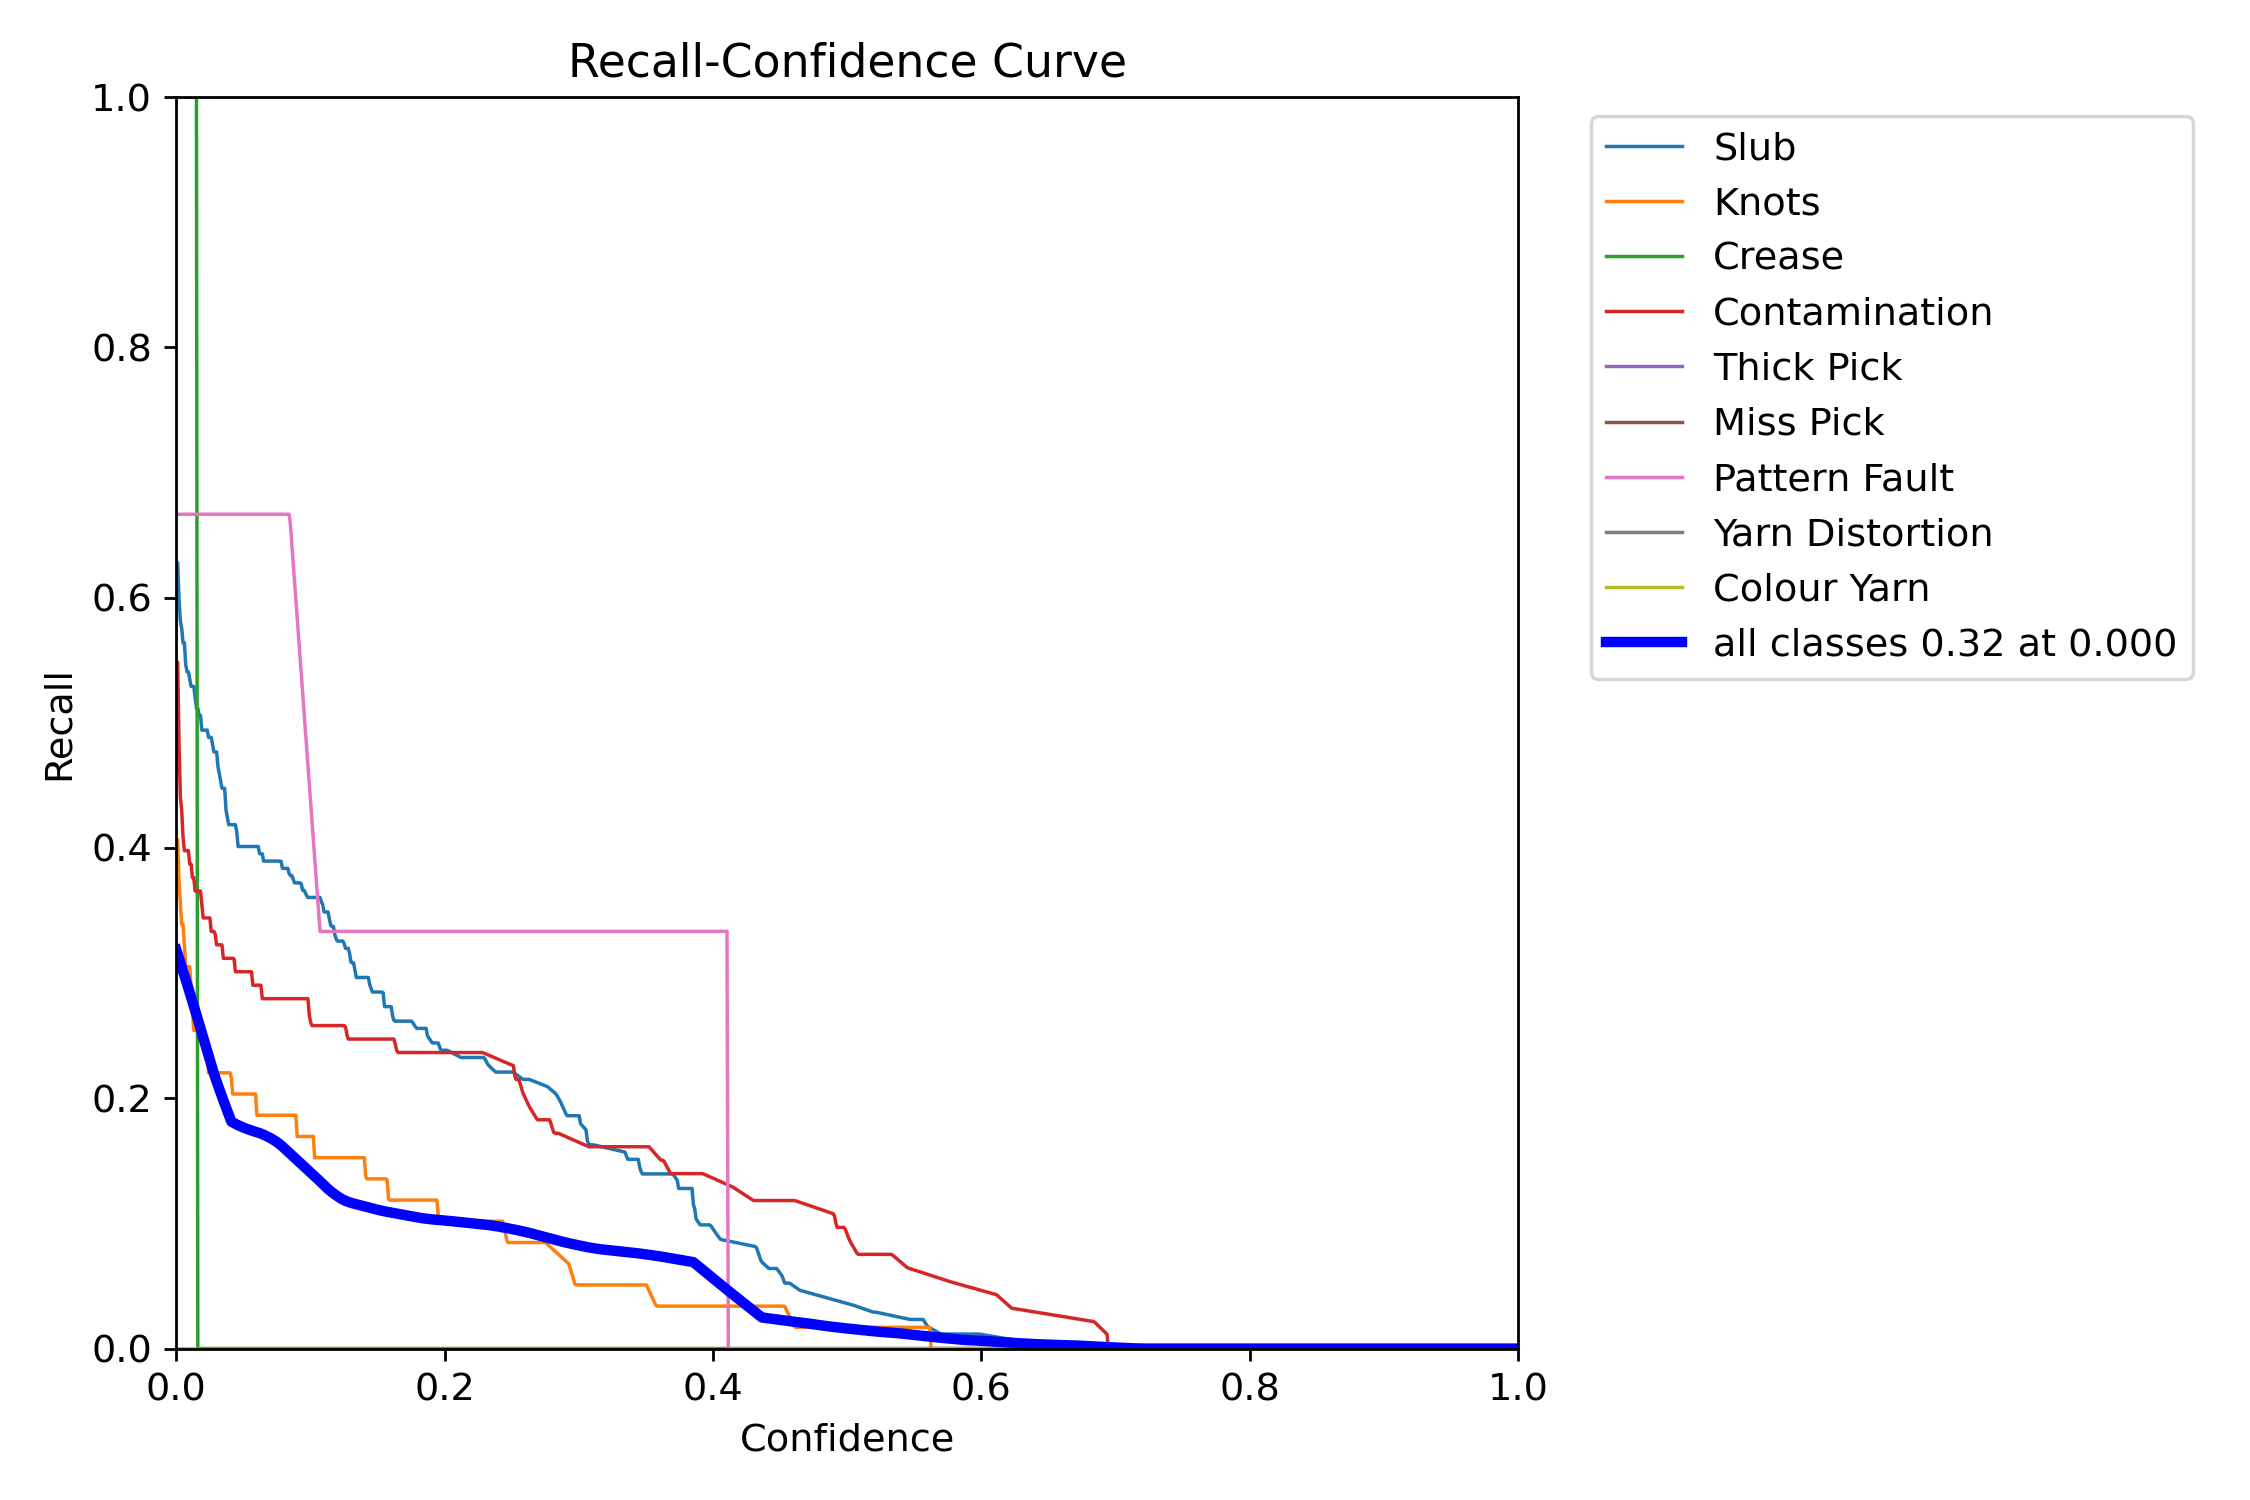 Recall-Confidence Curve
1.0
0.8
0.6
0.4
0.2
0.0
Recall
0.0 0.2 0.4 0.6 0.8 1.0
Confidence
Slub
Knots
Crease
Contamination
Thick Pick
Miss Pick
Pattern Fault
Yarn Distortion
Colour Yarn
all classes 0.32 at 0.000